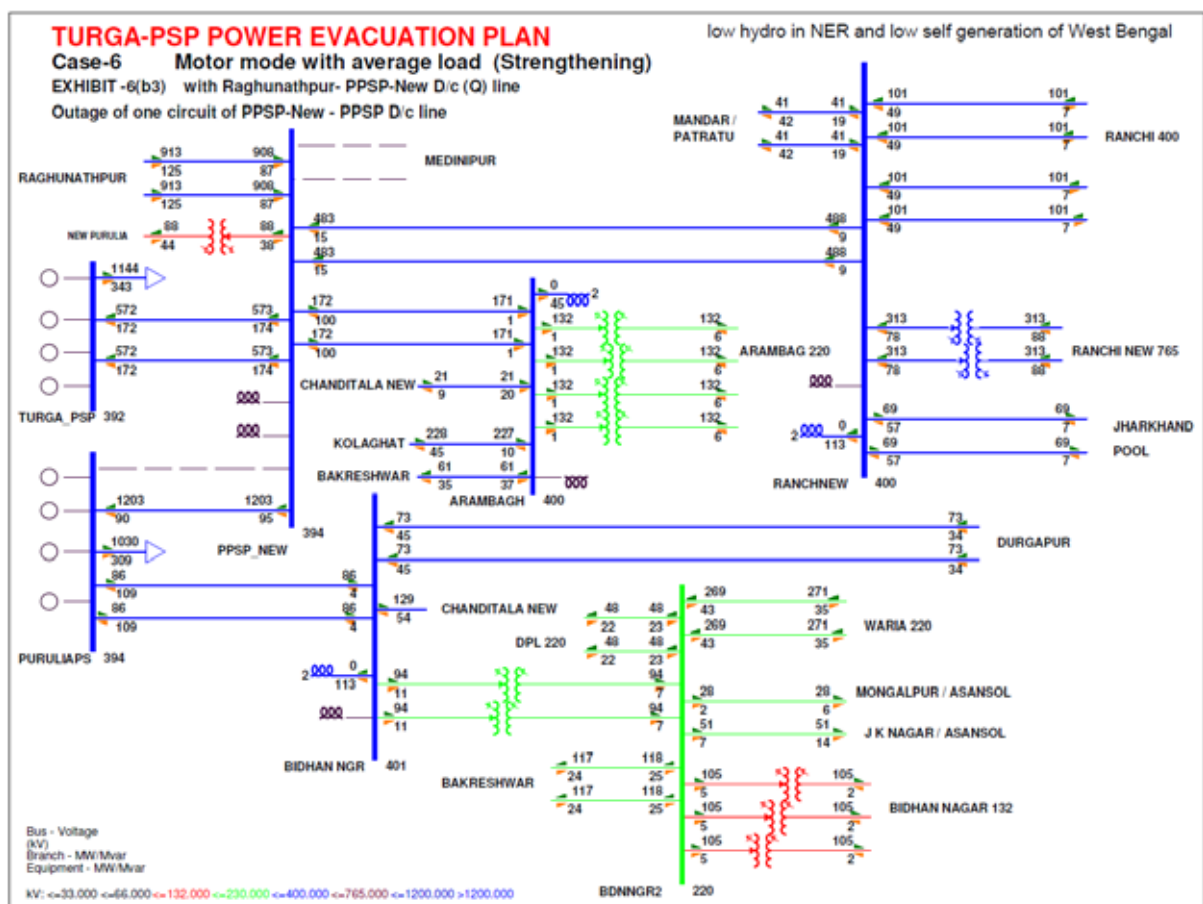 TURGA-PSP POWER EVACUATION PLAN
low hydro in NER and low self generation of West Bengal
Case-6 Motor mode with average load (Strengthening)
EXHIBIT -6(b3) with Raghunathpur- PPSP-New D/c (Q) line
Outage of one circuit of PPSP-New - PPSP D/c line
RAGHUNATHPUR
913 908
125 87
913 908
125 87
MEDINIPUR
NEW PURULIA
88 88
44 38
483 488
15 9
483 488
15 9
TURGA_PSP 392
1144
343
572 573
172 174
572 573
172 174
172 171
100 1
172 171
100 1
0
45 2
132 132
1 6
132 132
1 6
132 132
1 6
132 132
1 6
ARAMBAG 220
CHANDITALA NEW
21 21
9 20
KOLAGHAT
228 227
45 10
BAKRESHWAR
61 61
35 37
ARAMBAGH 400
MANDAR /
PATRATU
41 41
42 19
41 41
42 19
101 101
49 7
101 101
49 7
RANCHI 400
101 101
49 7
101 101
49 7
313 313
78 88
313 313
78 88
RANCHI NEW 765
69 69
57 7
JHARKHAND
POOL
69 69
57 7
2 0
113
RANCHNEW 400
1203 1203
90 95
PPSP_NEW 394
1030
309
86 86
109 4
86 86
109 4
PURULIAPS 394
73 73
45 34
73 73
45 34
DURGAPUR
129
54
CHANDITALA NEW
2 0
113
94 94
11 7
94 94
11 7
BIDHAN NGR 401
DPL 220
48 48
22 23
48 48
22 23
269 271
43 35
269 271
43 35
WARIA 220
28 28
2 6
MONGALPUR / ASANSOL
51 51
7 14
J K NAGAR / ASANSOL
BAKRESHWAR
117 118
24 25
117 118
24 25
105 105
5 2
105 105
5 2
105 105
5 2
BIDHAN NAGAR 132
BDNNGR2 220
Bus - Voltage
(kV)
Branch - MW/Mvar
Equipment - MW/Mvar
kV: <=33.000 <=66.000 <=132.000 <=230.000 <=400.000 <=765.000 <=1200.000 >1200.000